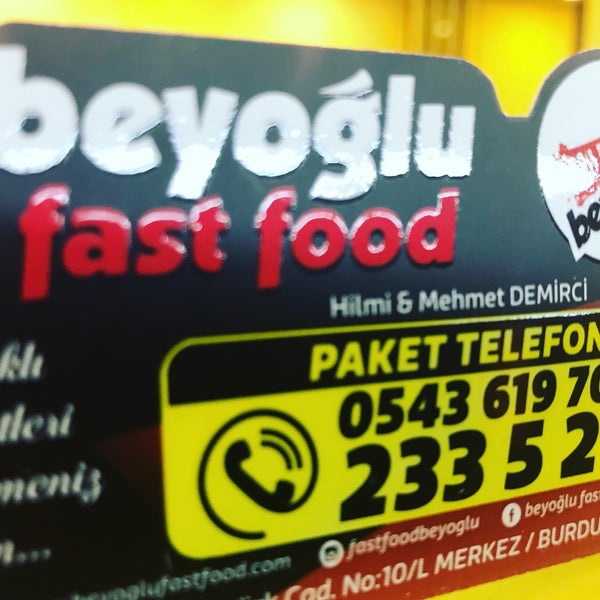 beyoğlu
fast food
Hilmi & Mehmet DEMİRCİ
PAKET TELEFON
0543 619 70
233 5 2
fastfoodbeyoglu
beyoğlu fas
beyoglufastfood.com
Cad. No:10/L MERKEZ / BURDU